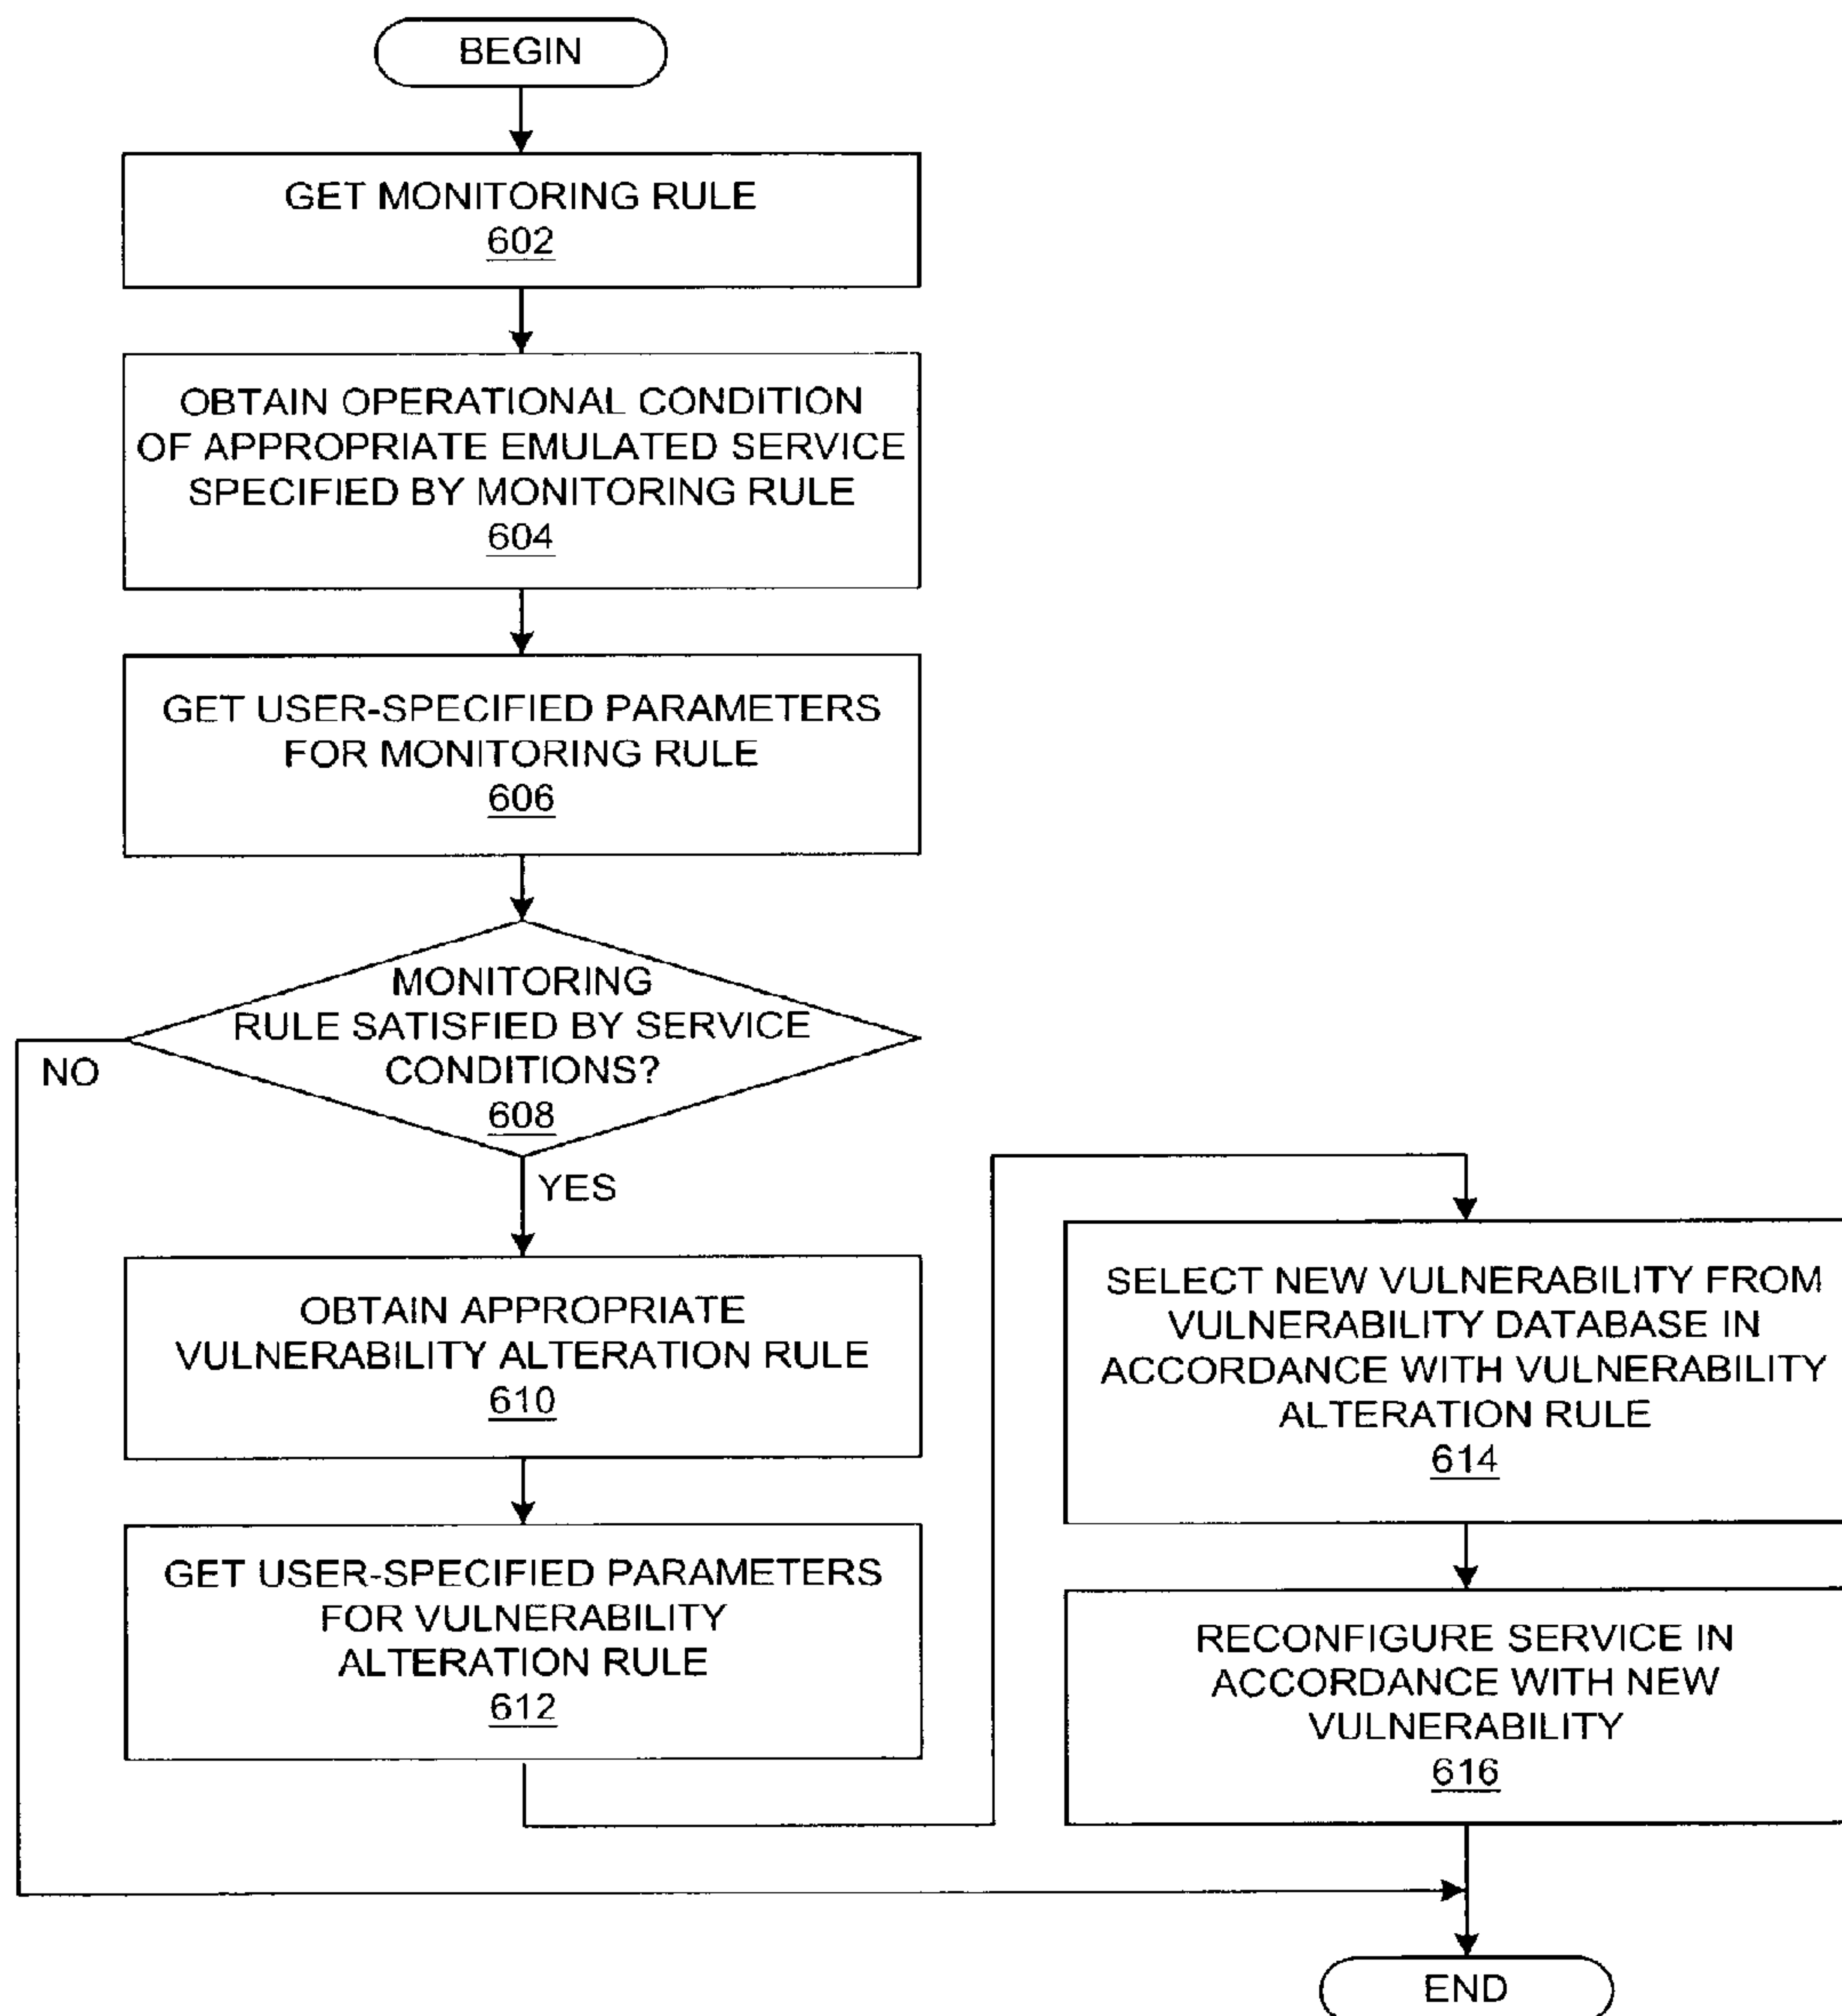 BEGIN
GET MONITORING RULE
602
OBTAIN OPERATIONAL CONDITION
OF APPROPRIATE EMULATED SERVICE
SPECIFIED BY MONITORING RULE
604
GET USER-SPECIFIED PARAMETERS
FOR MONITORING RULE
606
MONITORING
RULE SATISFIED BY SERVICE
CONDITIONS?
608
NO
YES
OBTAIN APPROPRIATE
VULNERABILITY ALTERATION RULE
610
GET USER-SPECIFIED PARAMETERS
FOR VULNERABILITY
ALTERATION RULE
612
SELECT NEW VULNERABILITY FROM
VULNERABILITY DATABASE IN
ACCORDANCE WITH VULNERABILITY
ALTERATION RULE
614
RECONFIGURE SERVICE IN
ACCORDANCE WITH NEW
VULNERABILITY
616
END